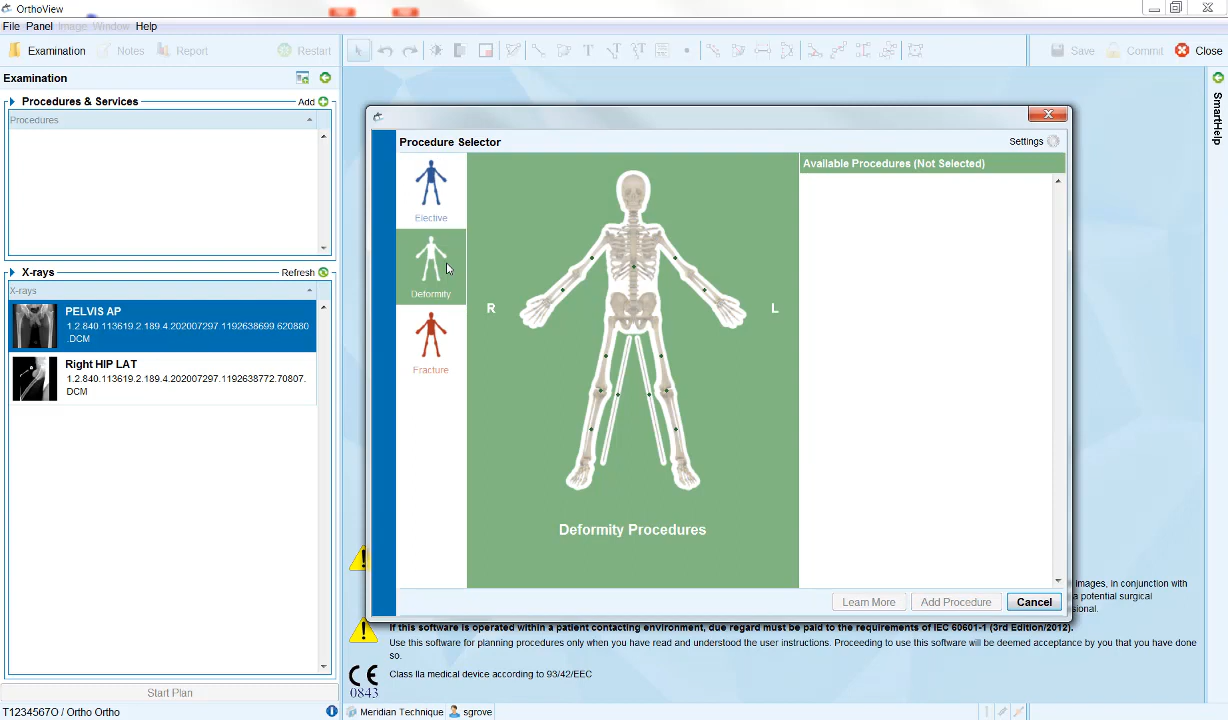 OrthoView
File Panel Image Window Help
Examination Notes Report Restart
Save Commit Close
Examination
Procedures & Services Add
Procedures
X-rays Refresh
X-rays
PELVIS AP
1.2.840.113619.2.189.4.202007297.1192638699.620880
.DCM
Right HIP LAT
1.2.840.113619.2.189.4.202007297.1192638772.70807.
DCM
Start Plan
T1234567O / Ortho Ortho
Procedure Selector
Settings
Elective
Deformity
Fracture
R
L
Deformity Procedures
Available Procedures (Not Selected)
Learn More Add Procedure Cancel
SmartHelp
images, in conjunction with
a potential surgical
sional.
If this software is operated within a patient contacting environment, due regard must be paid to the requirements of IEC 60601-1 (3rd Edition/2012).
Use this software for planning procedures only when you have read and understood the user instructions. Proceeding to use this software will be deemed acceptance by you that you have done
so.
Class IIa medical device according to 93/42/EEC
CE
0843
Meridian Technique sgrove